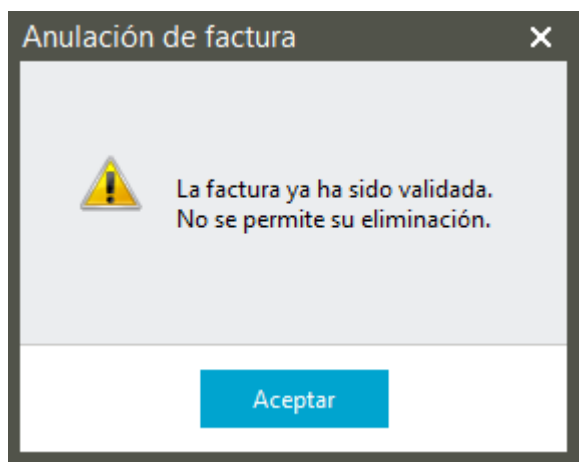 Anulación de factura
La factura ya ha sido validada.
No se permite su eliminación.
Aceptar